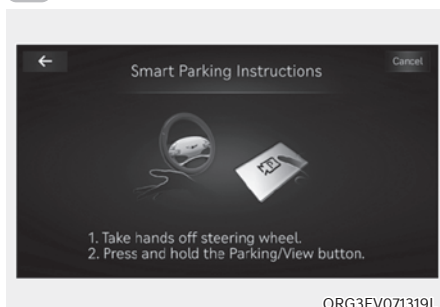 Smart Parking Instructions
Cancel
P
1. Take hands off steering wheel.
2. Press and hold the Parking/View button.
ORG3EV071319L